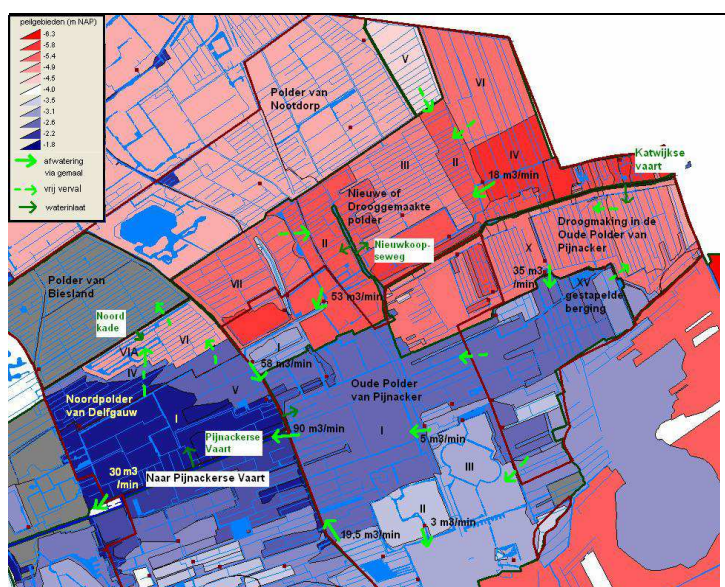 peilgebieden (m NAP)
-6.3
-5.8
-5.4
-4.9
-4.5
-4.0
-3.5
-3.1
-2.6
-2.2
-1.8
afwatering
via gemaal
vrij verval
waterinlaat
Polder van
Nootdorp
V
VI
III
II
IV
18 m3/min
Katwijkse
vaart
Nieuwe of
Drooggemaakte
polder
II
Nieuwkoop-
seweg
Droogmaking in de
Oude Polder van
Pijnacker
X
35 m3
/min
XV
gestapelde
berging
VII
53 m3/min
Polder van
Biesland
Noord
kade
VIA
VI
IV
V
I
58 m3/min
Noordpolder
van Delfgauw
I
Oude Polder
van Pijnacker
I
Pijnackerse
Vaart
90 m3/min
5 m3/min
Naar Pijnackerse Vaart
30 m3
/min
III
II
3 m3/min
19,5 m3/min